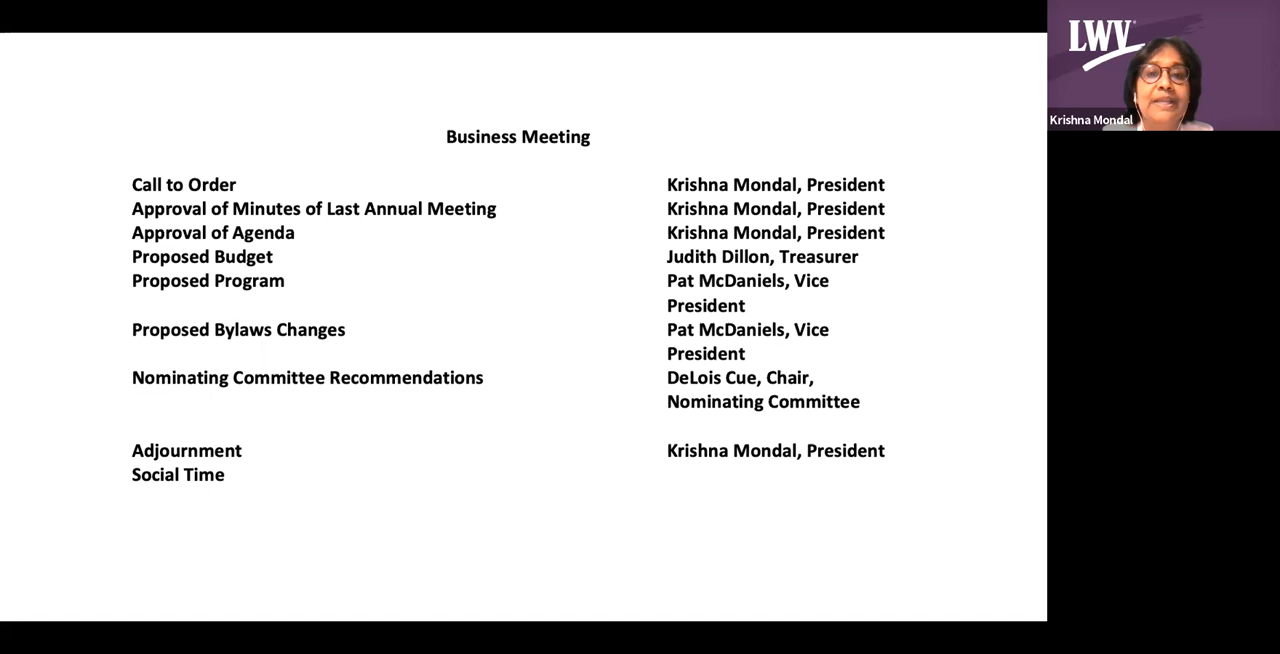 Business Meeting
Call to Order Krishna Mondal, President
Approval of Minutes of Last Annual Meeting Krishna Mondal, President
Approval of Agenda Krishna Mondal, President
Proposed Budget Judith Dillon, Treasurer
Proposed Program Pat McDaniels, Vice
President
Proposed Bylaws Changes Pat McDaniels, Vice
President
Nominating Committee Recommendations DeLois Cue, Chair,
Nominating Committee
Adjournment Krishna Mondal, President
Social Time
LWV
Krishna Mondal